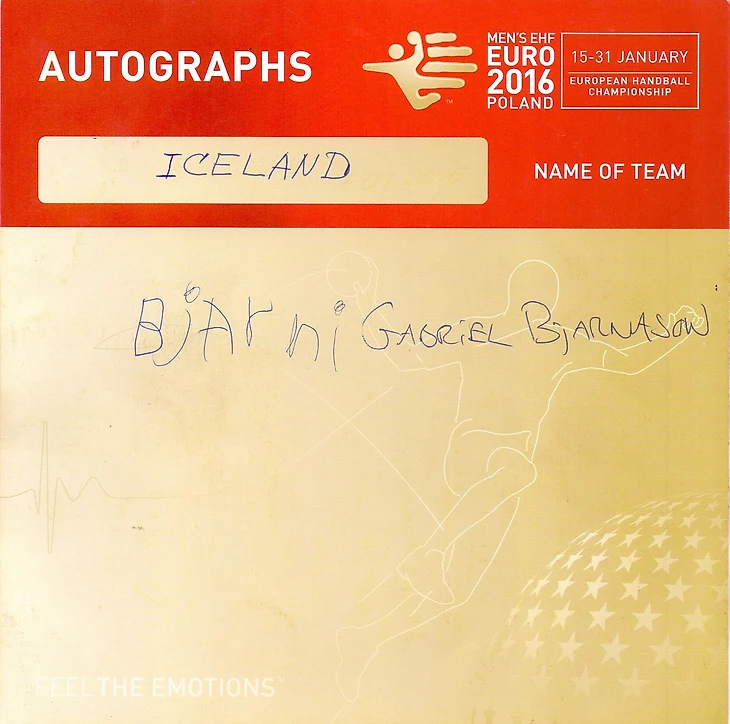 AUTOGRAPHS
MEN'S EHF
EURO
2016
POLAND
15-31 JANUARY
EUROPEAN HANDBALL
CHAMPIONSHIP
TM
ICELAND
NAME OF TEAM
BjArni GABRiEL BjARNASON
FEEL THE EMOTIONS